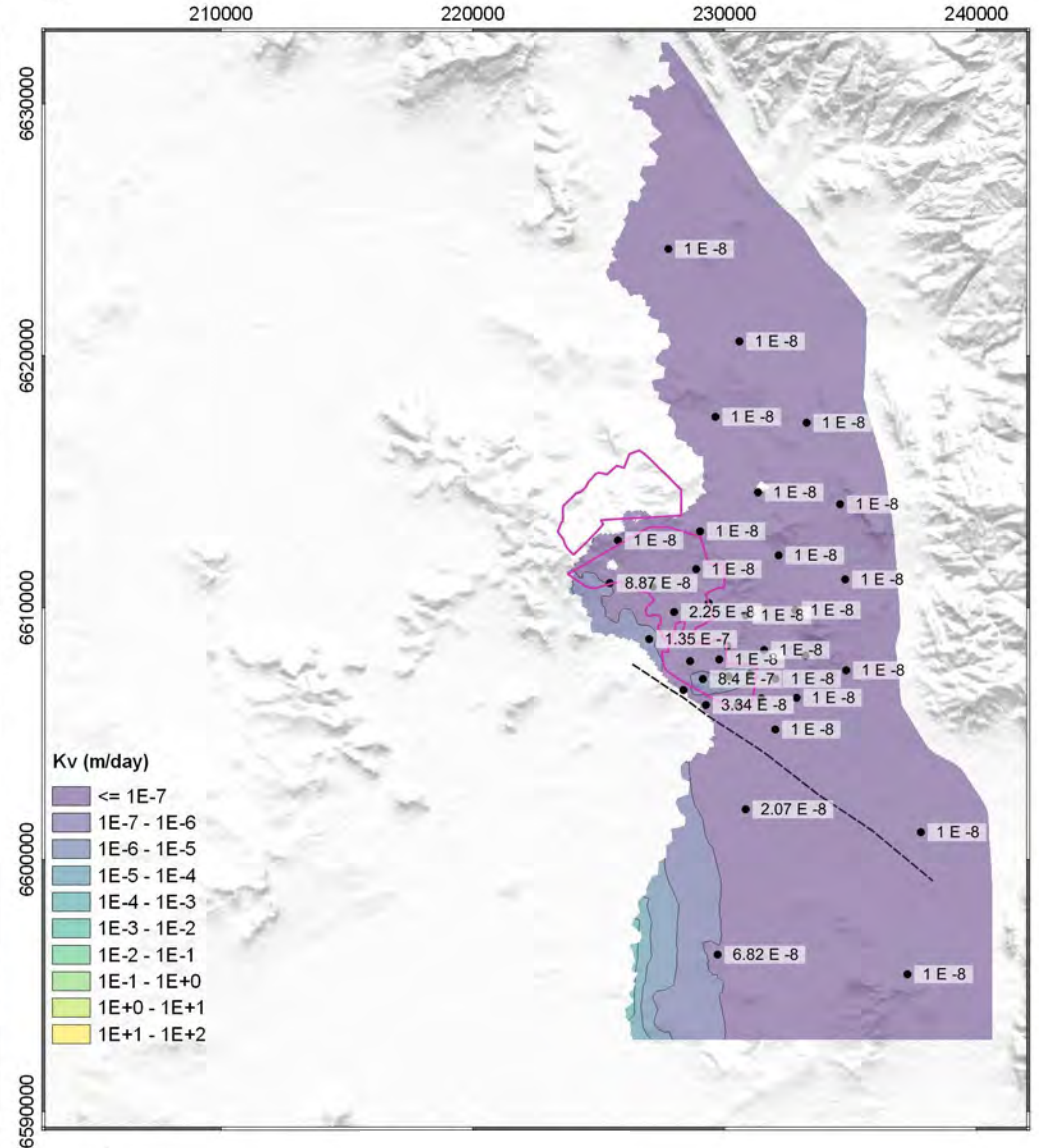 210000 220000 230000 240000
6630000
6620000
6610000
6600000
6590000
1 E -8
1 E -8
1 E -8
1 E -8
1 E -8
1 E -8
1 E -8
1 E -8
1 E -8
1 E -8
1 E -8
8.87 E -8
2.25 E -8
1 E -8
1 E -8
1.35 E -7
1 E -8
1 E -8
1 E -8
8.4 E -7
1 E -8
3.34 E -8
1 E -8
1 E -8
2.07 E -8
1 E -8
6.82 E -8
1 E -8
Kv (m/day)
<= 1E-7
1E-7 - 1E-6
1E-6 - 1E-5
1E-5 - 1E-4
1E-4 - 1E-3
1E-3 - 1E-2
1E-2 - 1E-1
1E-1 - 1E+0
1E+0 - 1E+1
1E+1 - 1E+2